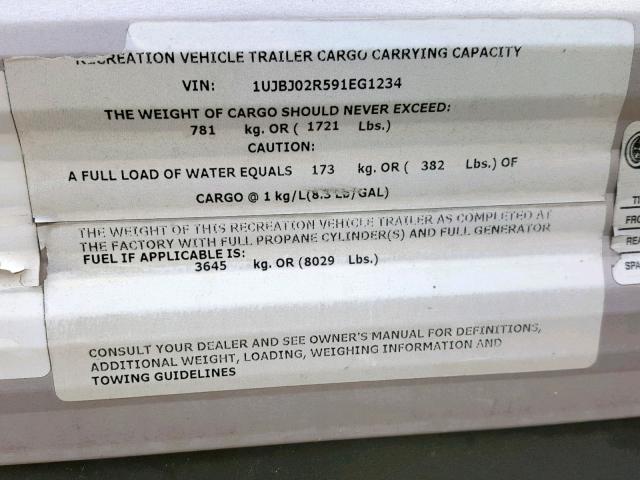 RECREATION VEHICLE TRAILER CARGO CARRYING CAPACITY
VIN: 1UJBJ02R591EG1234
THE WEIGHT OF CARGO SHOULD NEVER EXCEED:
781 kg. OR ( 1721 Lbs.)
CAUTION:
A FULL LOAD OF WATER EQUALS 173 kg. OR ( 382 Lbs.) OF
CARGO @ 1 kg/L(8.3 Lb/GAL)
THE WEIGHT OF THIS RECREATION VEHICLE TRAILER AS COMPLETED AT
THE FACTORY WITH FULL PROPANE CYLINDER(S) AND FULL GENERATOR
FUEL IF APPLICABLE IS:
3645 kg. OR (8029 Lbs.)
CONSULT YOUR DEALER AND SEE OWNER'S MANUAL FOR DEFINITIONS,
ADDITIONAL WEIGHT, LOADING, WEIGHING INFORMATION AND
TOWING GUIDELINES